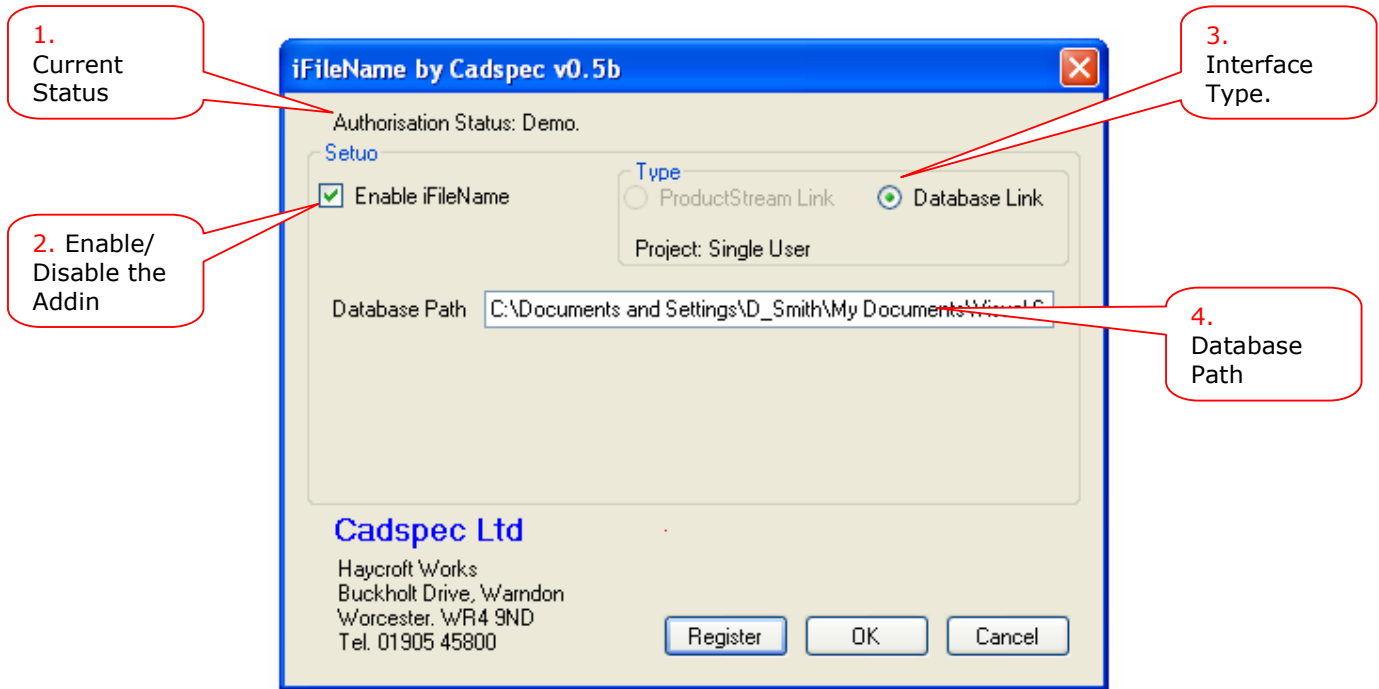 1.
Current
Status
iFileName by Cadspec v0.5b
3.
Interface
Type.
Authorisation Status: Demo.
Setuo
Enable iFileName
Type
ProductStream Link
Database Link
Project: Single User
2. Enable/
Disable the
Addin
Database Path
C:\Documents and Settings\D_Smith\My Documents\
4.
Database
Path
Cadspec Ltd
Haycroft Works
Buckholt Drive, Warndon
Worcester. WR4 9ND
Tel. 01905 45800
Register
OK
Cancel